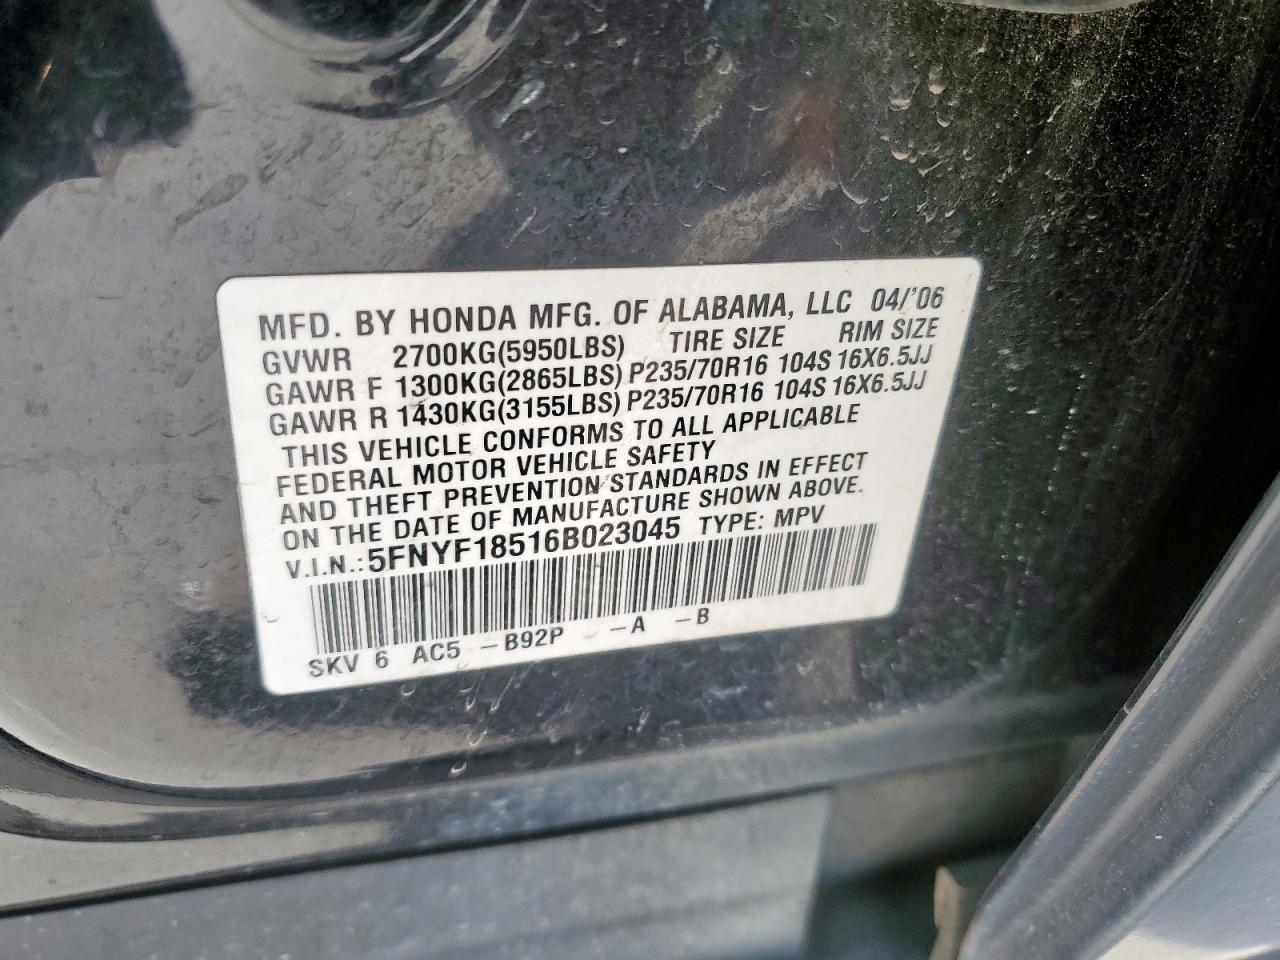 MFD. BY HONDA MFG. OF ALABAMA, LLC 04/'06
GVWR 2700KG(5950LBS) TIRE SIZE RIM SIZE
GAWR F 1300KG(2865LBS) P235/70R16 104S 16X6.5JJ
GAWR R 1430KG(3155LBS) P235/70R16 104S 16X6.5JJ
THIS VEHICLE CONFORMS TO ALL APPLICABLE
FEDERAL MOTOR VEHICLE SAFETY
AND THEFT PREVENTION STANDARDS IN EFFECT
ON THE DATE OF MANUFACTURE SHOWN ABOVE.
V.I.N.: 5FNYF18516B023045 TYPE: MPV
SKV 6 AC5 -B92P -A -B